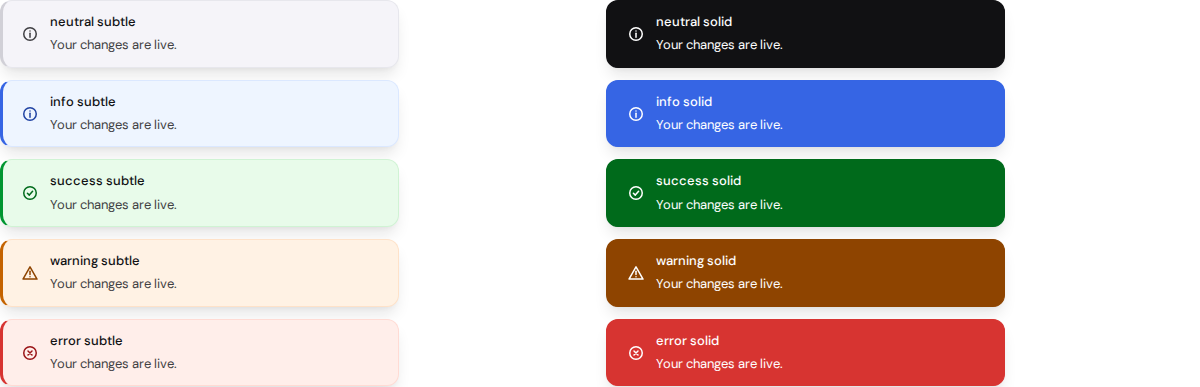 neutral subtle
Your changes are live.
neutral solid
Your changes are live.
info subtle
Your changes are live.
info solid
Your changes are live.
success subtle
Your changes are live.
success solid
Your changes are live.
warning subtle
Your changes are live.
warning solid
Your changes are live.
error subtle
Your changes are live.
error solid
Your changes are live.